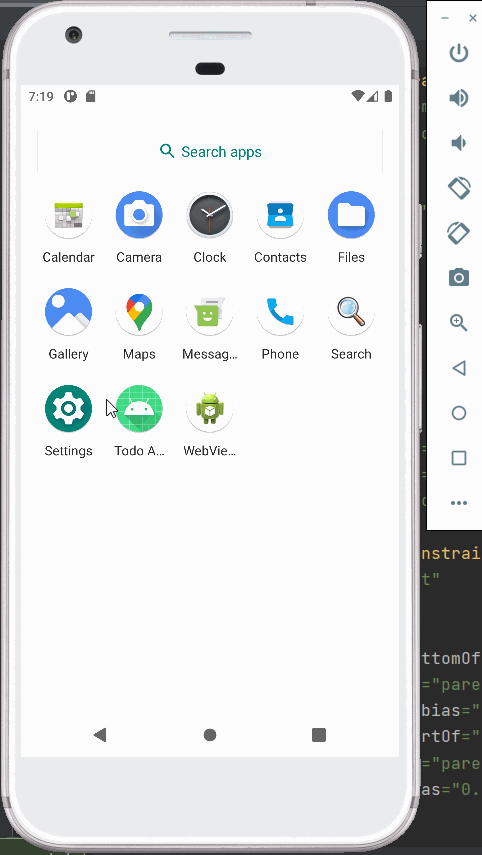 7:19
Search apps
Calendar Camera Clock Contacts Files
Gallery Maps Messag... Phone Search
Settings Todo A... WebVie...
nstrai
t"
ttomOf
="pare
bias="
rtOf="
="pare
as="0.